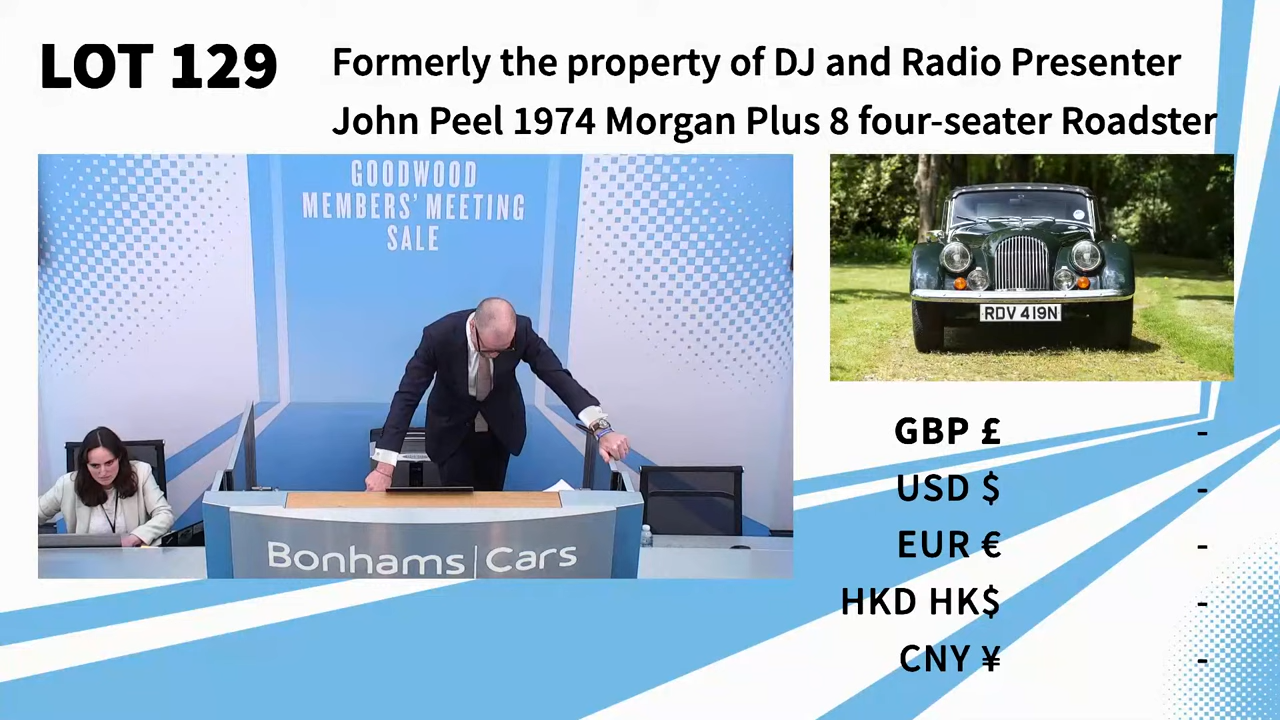 LOT 129
Formerly the property of DJ and Radio Presenter
John Peel 1974 Morgan Plus 8 four-seater Roadster
GOODWOOD
MEMBERS' MEETING
SALE
Bonhams|Cars
RDV 419N
GBP £ -
USD $ -
EUR € -
HKD HK$ -
CNY ¥ -